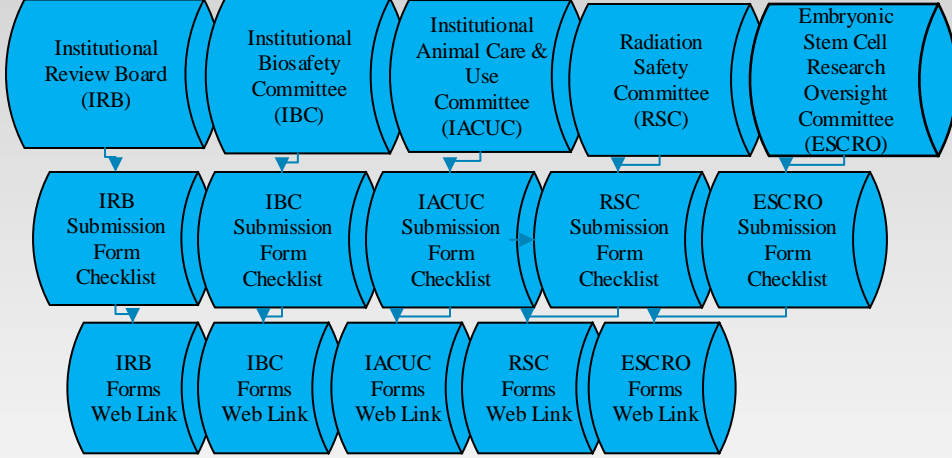 Institutional
Review Board
(IRB)
Institutional
Biosafety
Committee
(IBC)
Institutional
Animal Care &
Use
Committee
(IACUC)
Radiation
Safety
Committee
(RSC)
Embryonic
Stem Cell
Research
Oversight
Committee
(ESCRO)
IRB
Submission
Form
Checklist
IBC
Submission
Form
Checklist
IACUC
Submission
Form
Checklist
RSC
Submission
Form
Checklist
ESCRO
Submission
Form
Checklist
IRB
Forms
Web Link
IBC
Forms
Web Link
IACUC
Forms
Web Link
RSC
Forms
Web Link
ESCRO
Forms
Web Link